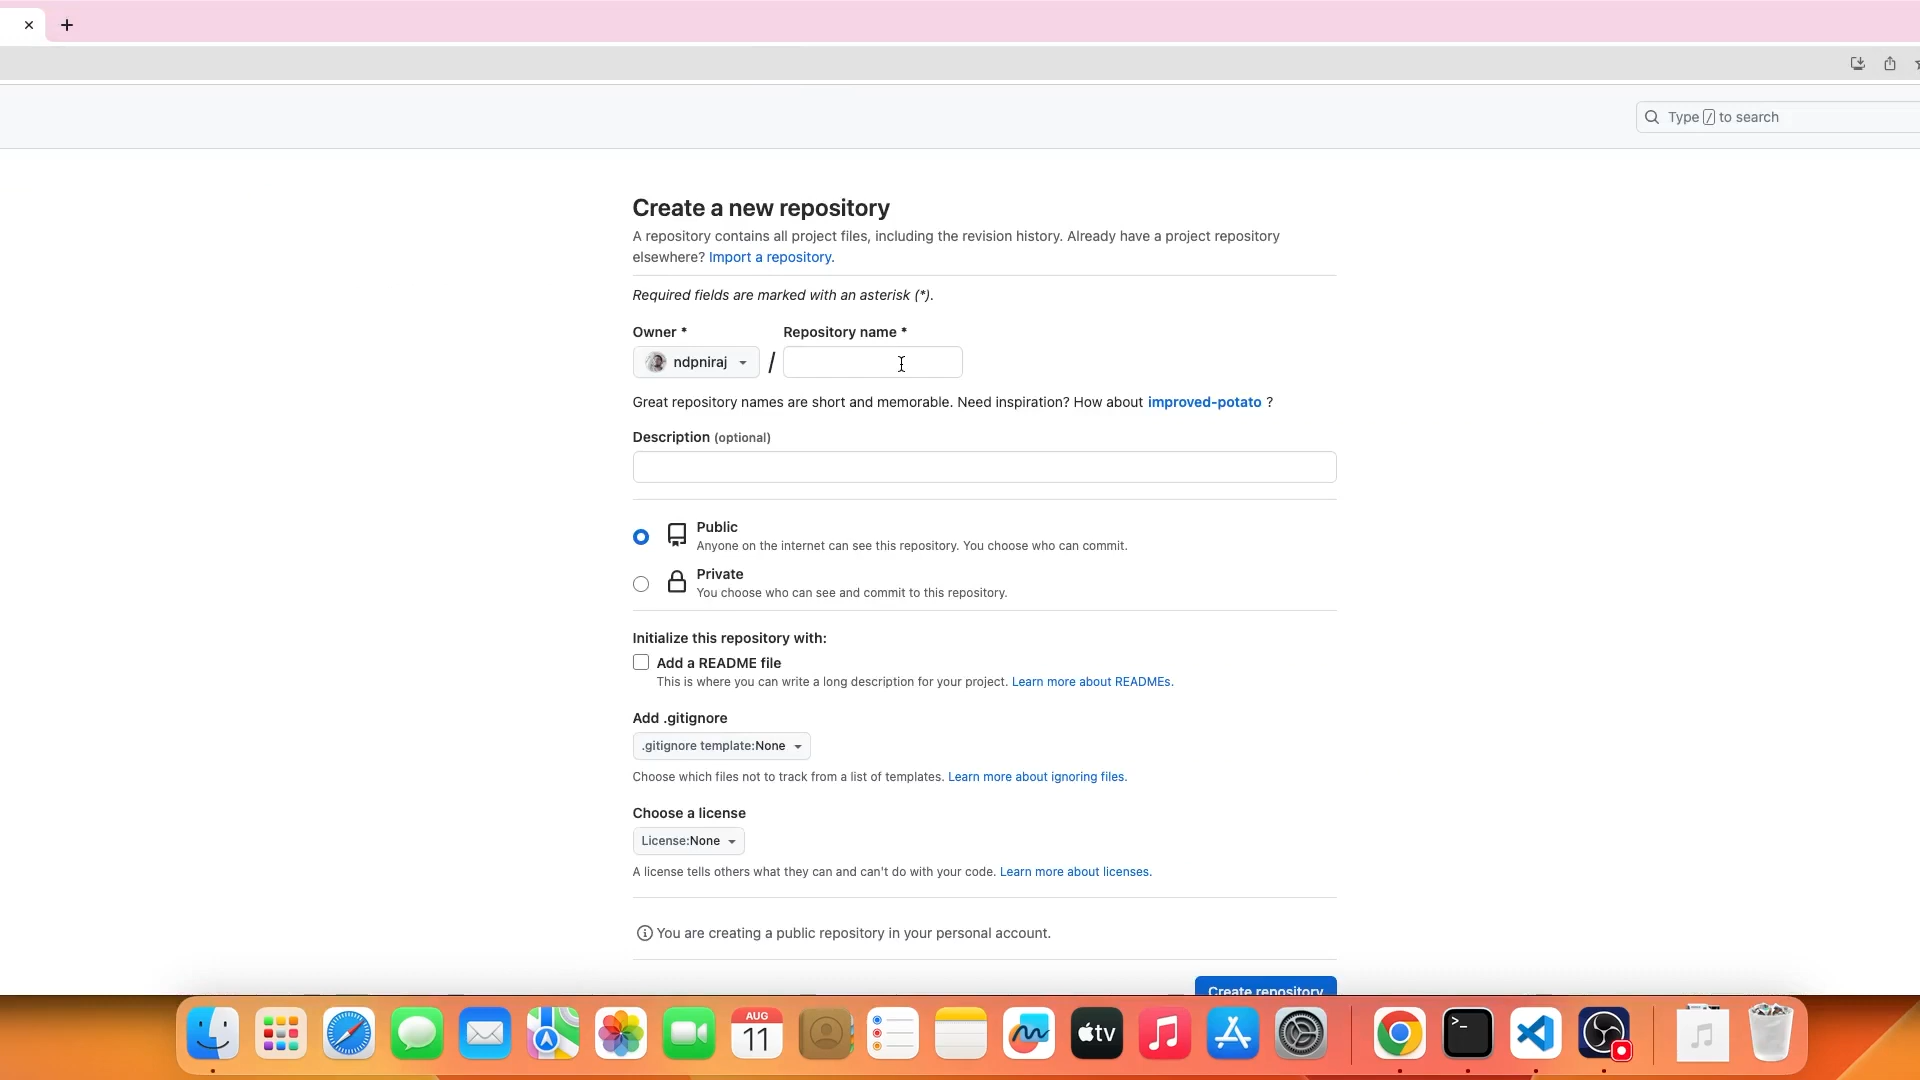 Type / to search
Create a new repository
A repository contains all project files, including the revision history. Already have a project repository
elsewhere? Import a repository.
Required fields are marked with an asterisk (*).
Owner * Repository name *
ndpniraj /
Great repository names are short and memorable. Need inspiration? How about improved-potato ?
Description (optional)
Public
Anyone on the internet can see this repository. You choose who can commit.
Private
You choose who can see and commit to this repository.
Initialize this repository with:
Add a README file
This is where you can write a long description for your project. Learn more about READMEs.
Add .gitignore
.gitignore template:None
Choose which files not to track from a list of templates. Learn more about ignoring files.
Choose a license
License:None
A license tells others what they can and can't do with your code. Learn more about licenses.
You are creating a public repository in your personal account.
Create repository
AUG
11
tv
>_